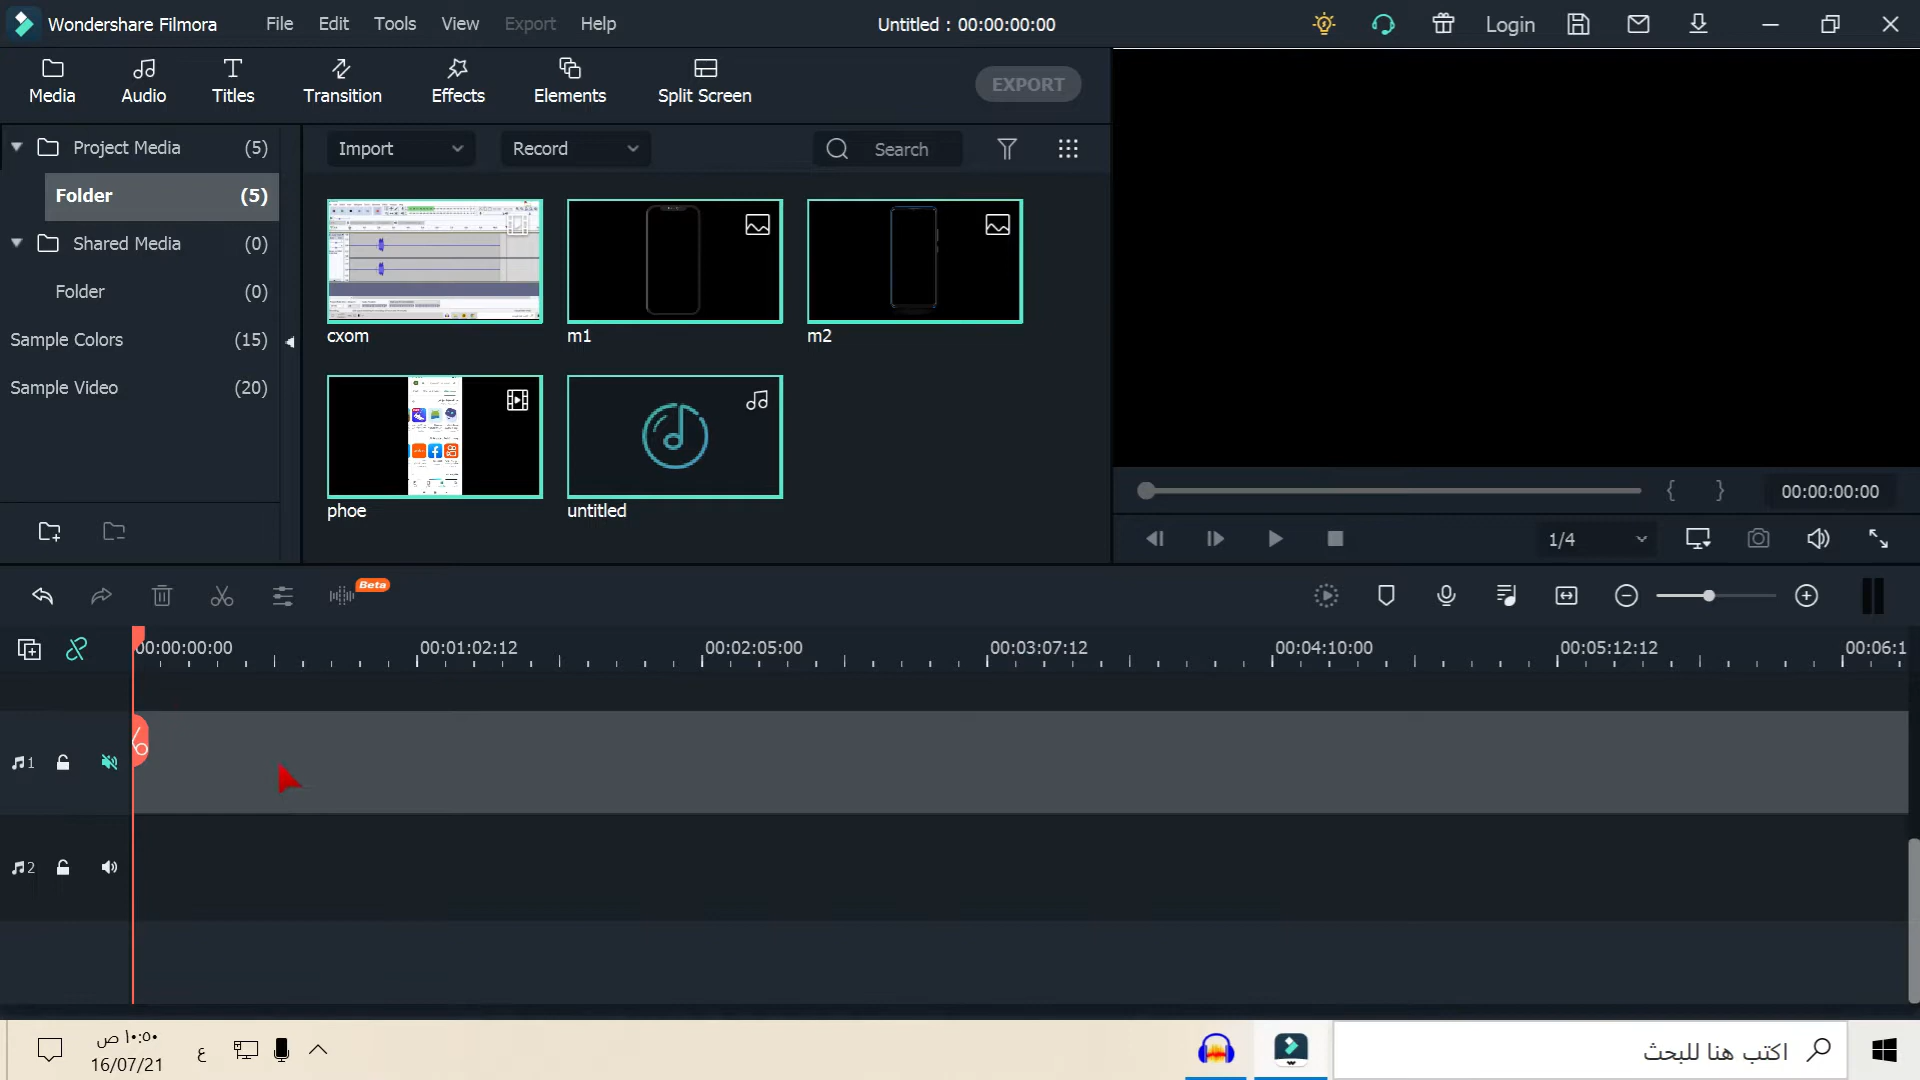 Wondershare Filmora File Edit Tools View Export Help Untitled : 00:00:00:00 Login
Media Audio Titles Transition Effects Elements Split Screen EXPORT
Project Media (5)
Folder (5)
Shared Media (0)
Folder (0)
Sample Colors (15)
Sample Video (20)
Import Record Search
cxom m1 m2
phoe untitled
00:00:00:00
1/4
Beta
00:00:00:00 00:01:02:12 00:02:05:00 00:03:07:12 00:04:10:00 00:05:12:12 00:06:1
1
2
١٠:٥٠ ص
16/07/21
ع
اكتب هنا للبحث